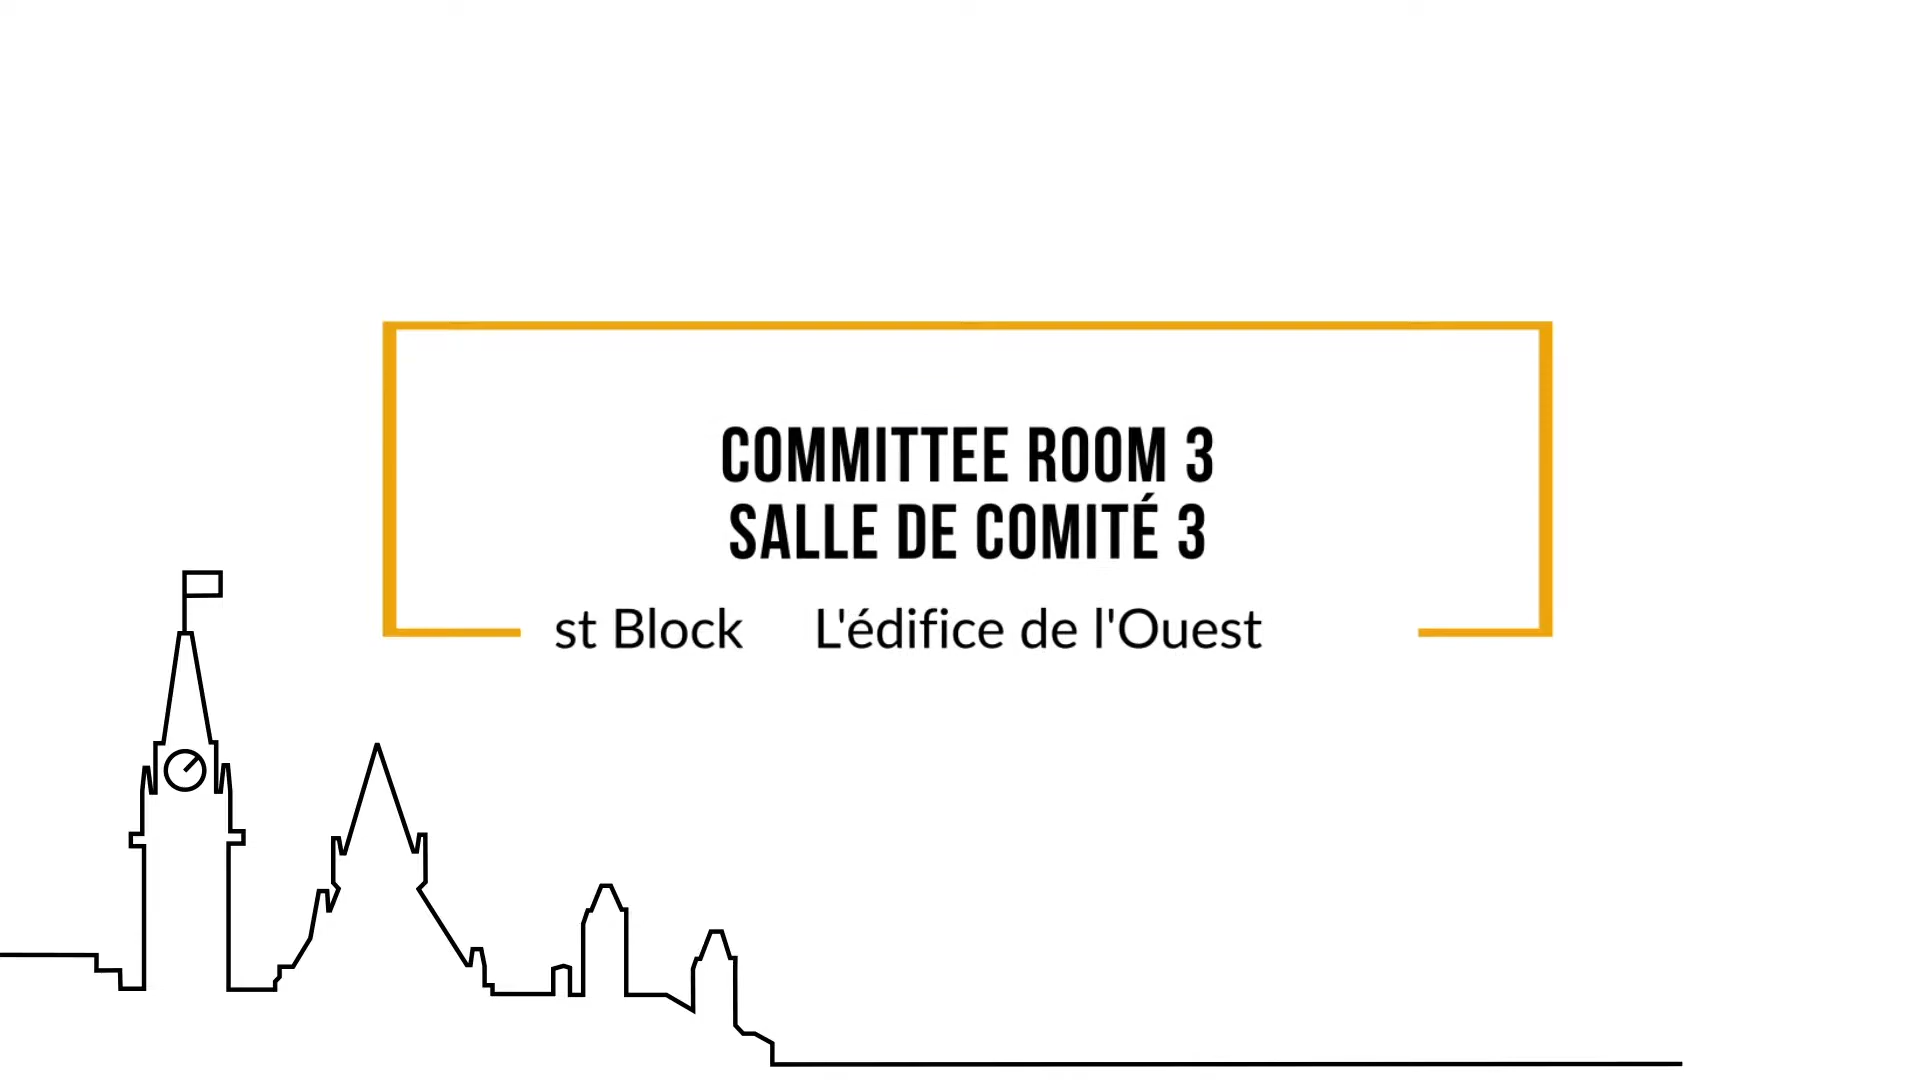 COMMITTEE ROOM 3
SALLE DE COMITÉ 3
st Block L'édifice de l'Ouest